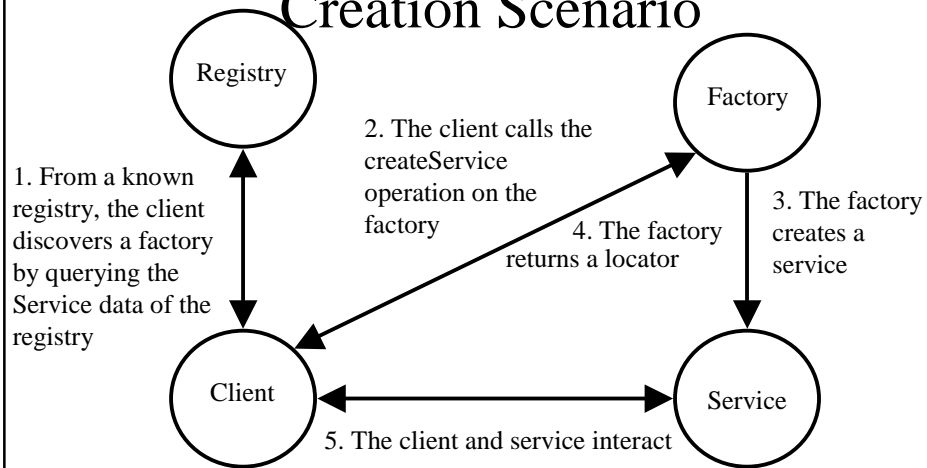 Creation Scenario
Registry
Factory
2. The client calls the
createService
operation on the
factory
1. From a known
registry, the client
discovers a factory
by querying the
Service data of the
registry
3. The factory
creates a
service
4. The factory
returns a locator
Client
Service
5. The client and service interact